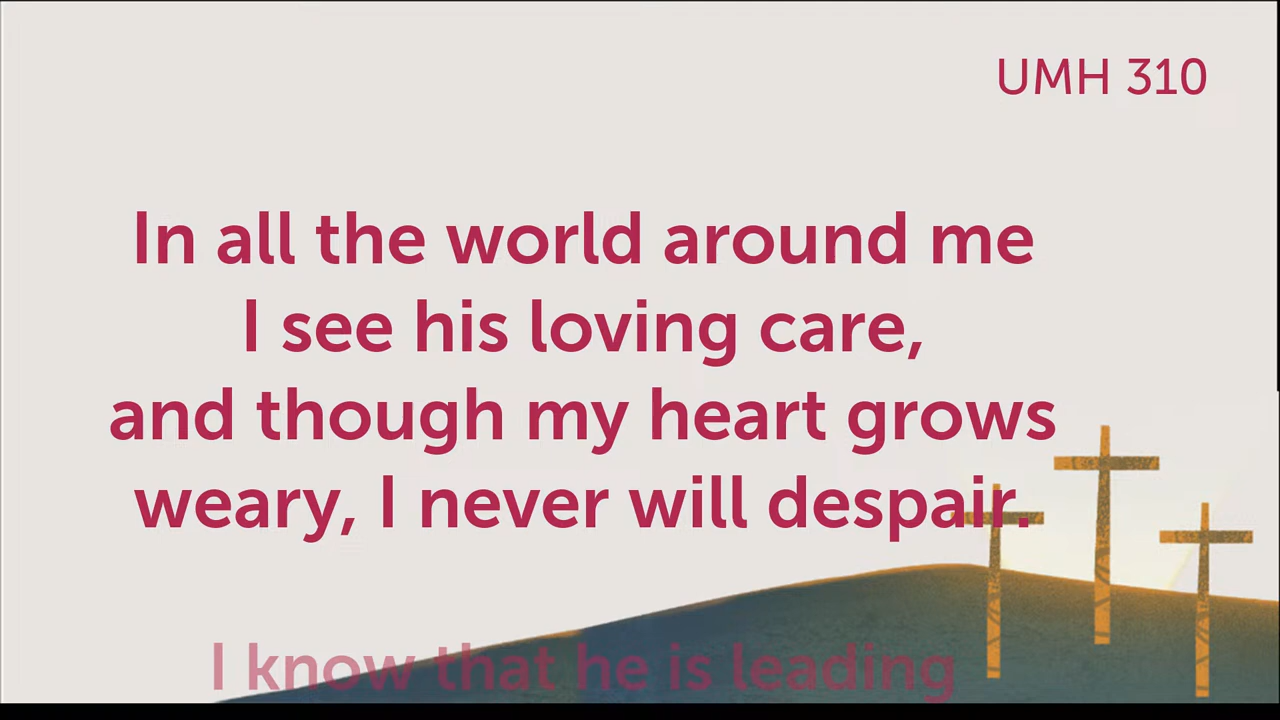 UMH 310
In all the world around me
I see his loving care,
and though my heart grows
weary, I never will despair.
I know that he is leading